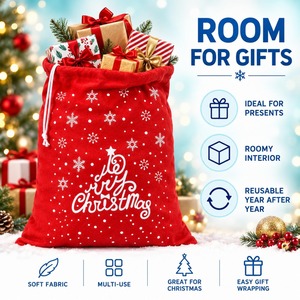 ROOM
FOR GIFTS
IDEAL FOR
PRESENTS
ROOMY
INTERIOR
REUSABLE
YEAR AFTER
YEAR
Merry
Christmas
SOFT FABRIC
MULTI-USE
GREAT FOR
CHRISTMAS
EASY GIFT
WRAPPING